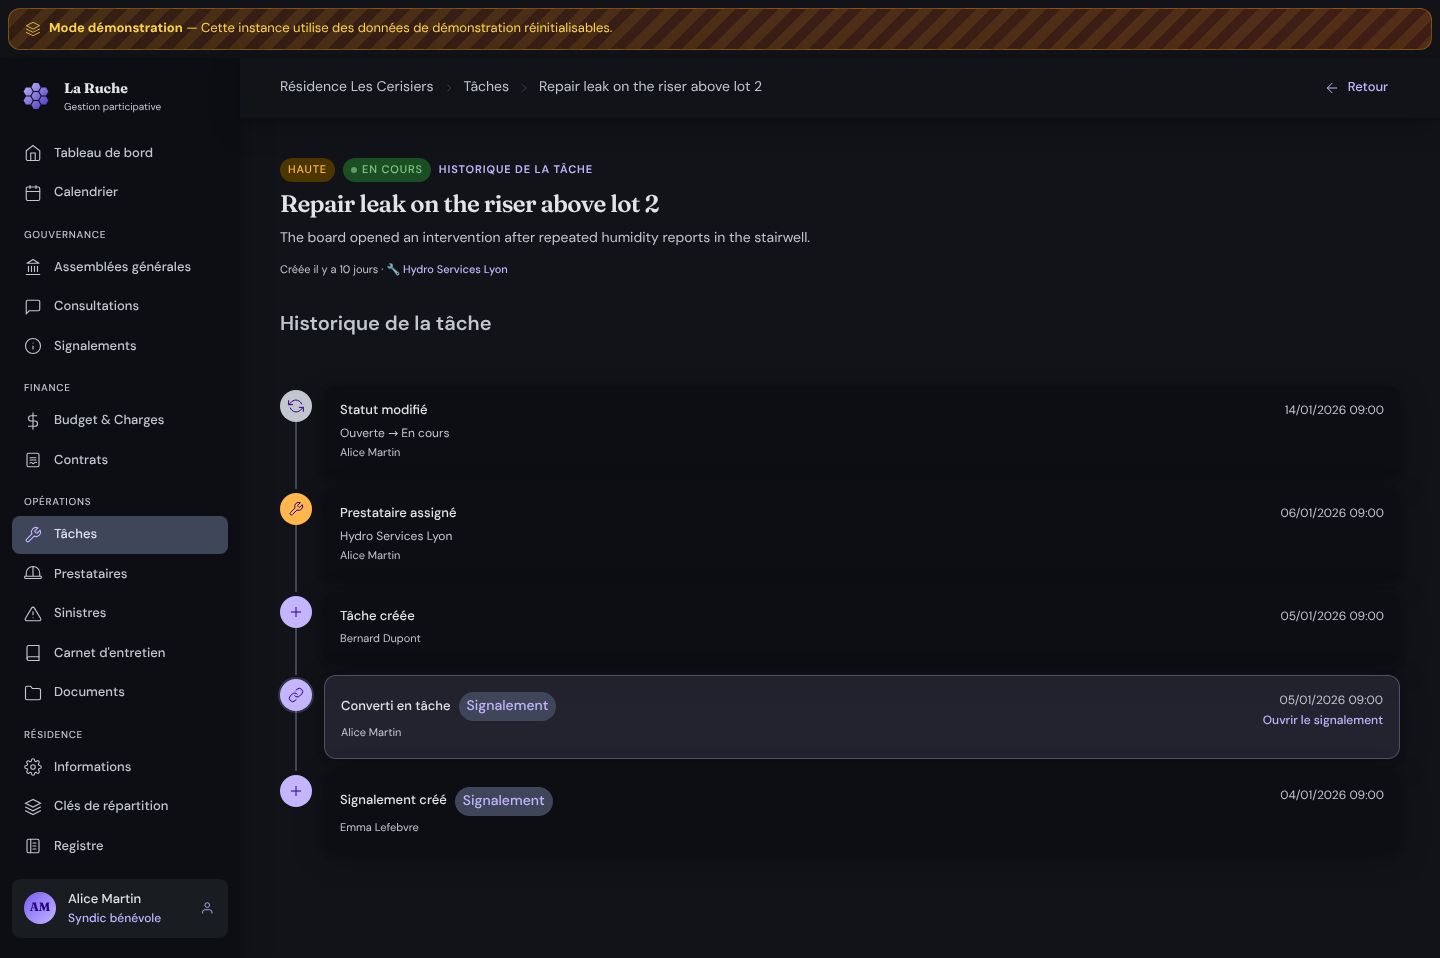 Mode démonstration — Cette instance utilise des données de démonstration réinitialisables.
La Ruche
Gestion participative
Tableau de bord
Calendrier
GOUVERNANCE
Assemblées générales
Consultations
Signalements
FINANCE
Budget & Charges
Contrats
OPÉRATIONS
Tâches
Prestataires
Sinistres
Carnet d'entretien
Documents
RÉSIDENCE
Informations
Clés de répartition
Registre
AM
Alice Martin
Syndic bénévole
Résidence Les Cerisiers > Tâches > Repair leak on the riser above lot 2
← Retour
HAUTE EN COURS HISTORIQUE DE LA TÂCHE
Repair leak on the riser above lot 2
The board opened an intervention after repeated humidity reports in the stairwell.
Créée il y a 10 jours · 🔧 Hydro Services Lyon
Historique de la tâche
Statut modifié 14/01/2026 09:00
Ouverte → En cours
Alice Martin
Prestataire assigné 06/01/2026 09:00
Hydro Services Lyon
Alice Martin
Tâche créée 05/01/2026 09:00
Bernard Dupont
Converti en tâche Signalement 05/01/2026 09:00
Ouvrir le signalement
Alice Martin
Signalement créé Signalement 04/01/2026 09:00
Emma Lefebvre